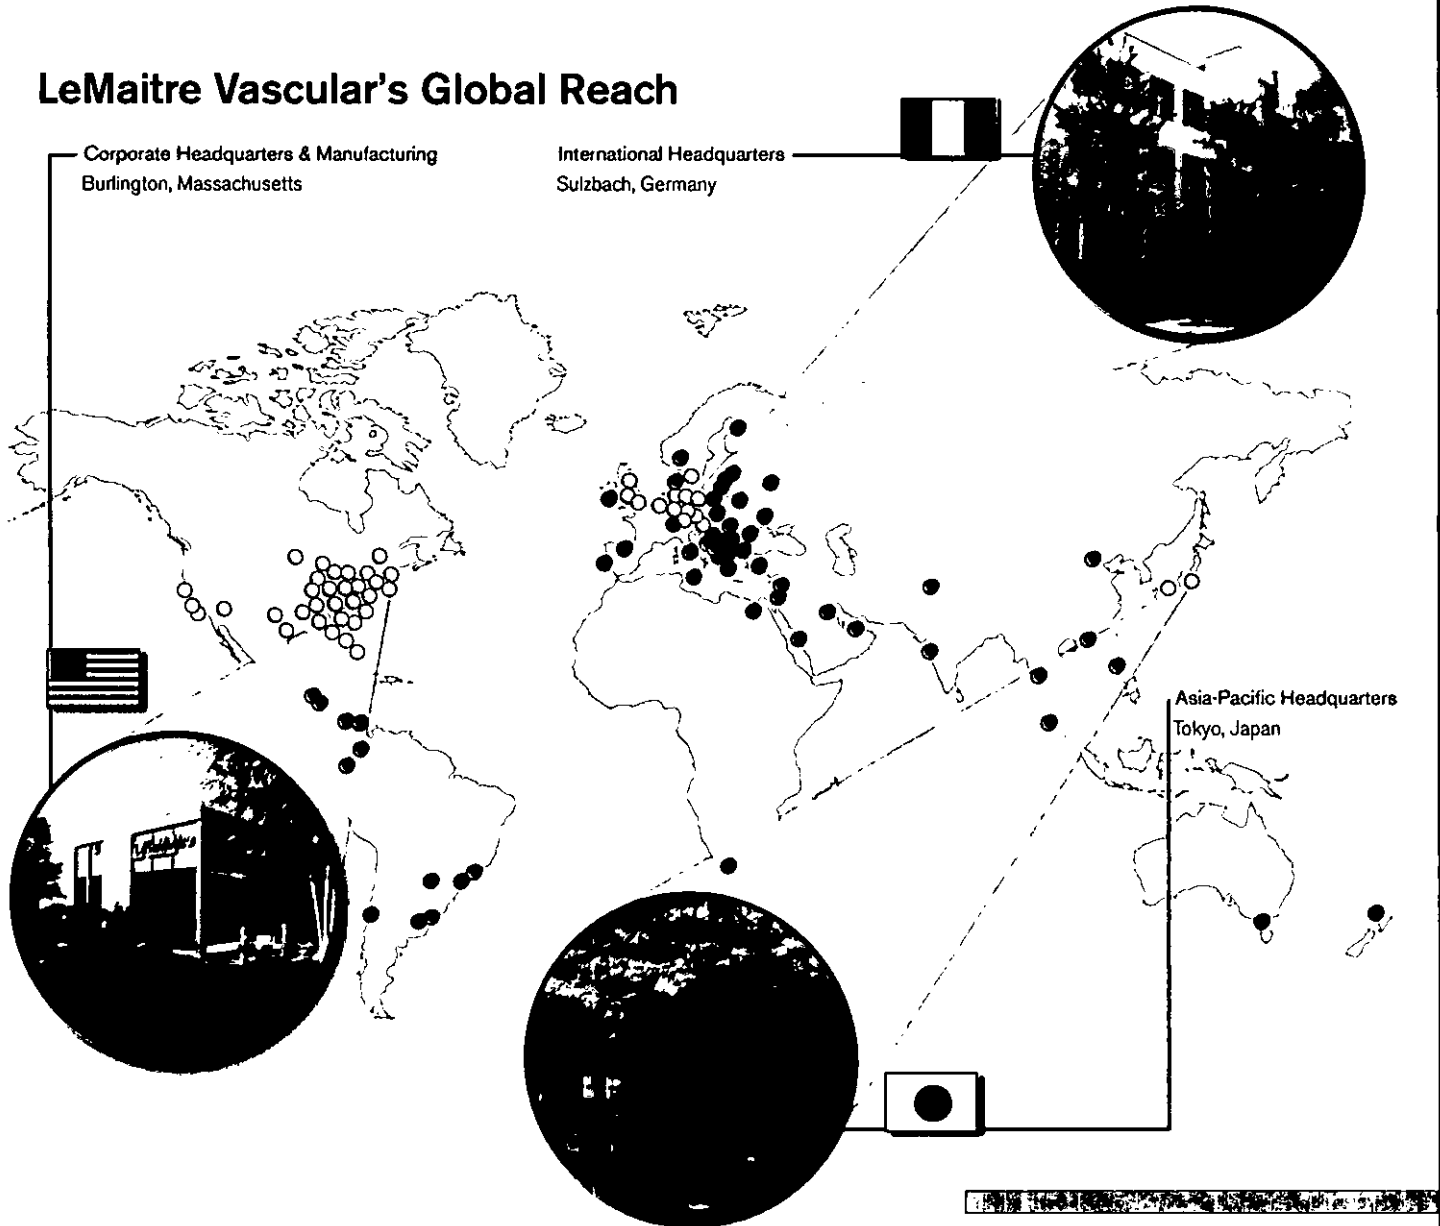 LeMaitre Vascular's Global Reach
Corporate Headquarters & Manufacturing
Burlington, Massachusetts
International Headquarters
Sulzbach, Germany
Asia-Pacific Headquarters
Tokyo, Japan